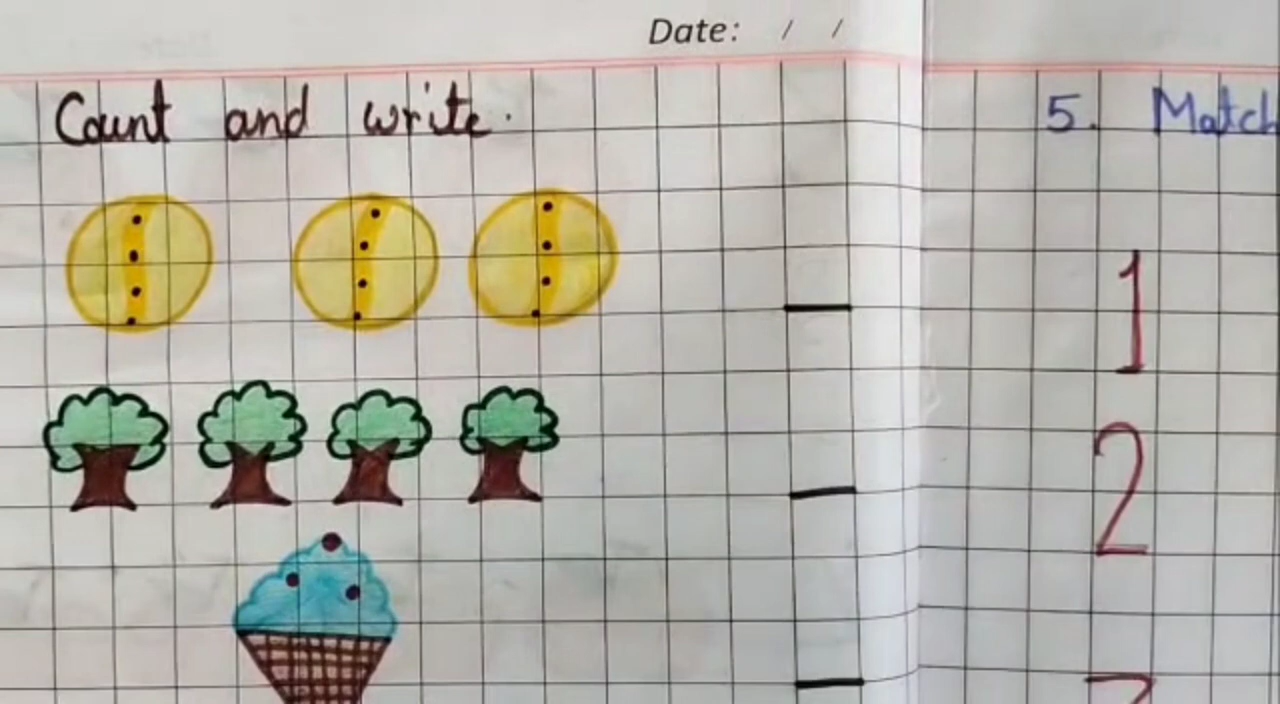 Date: / /
Count and write.
5. Match
1
2